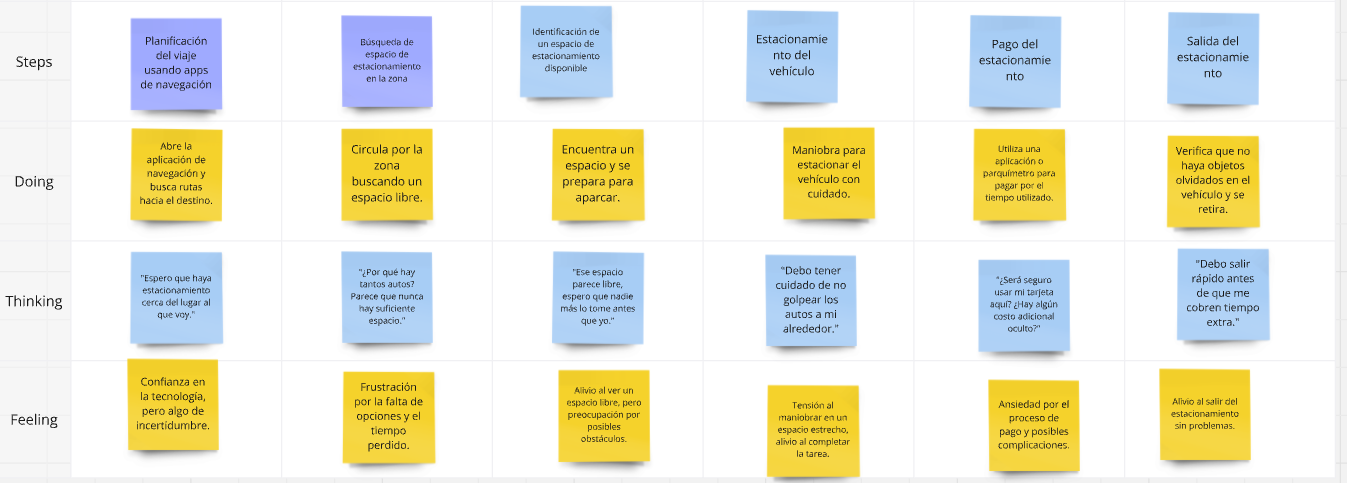 Steps
Planificación
del viaje
usando apps
de navegación
Búsqueda de
espacio de
estacionamiento
en la zona
Identificación de
un espacio de
estacionamiento
disponible
Estacionamie
nto del
vehículo
Pago del
estacionamie
nto
Salida del
estacionamie
nto
Doing
Abre la
aplicación de
navegación y
busca rutas
hacia el destino.
Circula por la
zona
buscando un
espacio libre.
Encuentra un
espacio y se
prepara para
aparcar.
Maniobra para
estacionar el
vehículo con
cuidado.
Utiliza una
aplicación o
parquímetro para
pagar por el
tiempo utilizado.
Verifica que no
haya objetos
olvidados en el
vehículo y se
retira.
Thinking
"Espero que haya
estacionamiento
cerca del lugar al
que voy."
"¿Por qué hay
tantos autos?
Parece que nunca
hay suficiente
espacio."
"Ese espacio
parece libre,
espero que nadie
más lo tome antes
que yo."
"Debo tener
cuidado de no
golpear los
autos a mi
alrededor."
"¿Será seguro
usar mi tarjeta
aquí? ¿Hay algún
costo adicional
oculto?"
"Debo salir
rápido antes
de que me
cobren tiempo
extra."
Feeling
Confianza en
la tecnología,
pero algo de
incertidumbre.
Frustración
por la falta de
opciones y el
tiempo
perdido.
Alivio al ver un
espacio libre, pero
preocupación por
posibles
obstáculos.
Tensión al
maniobrar en un
espacio estrecho,
alivio al completar
la tarea.
Ansiedad por el
proceso de
pago y posibles
complicaciones.
Alivio al salir del
estacionamiento
sin problemas.